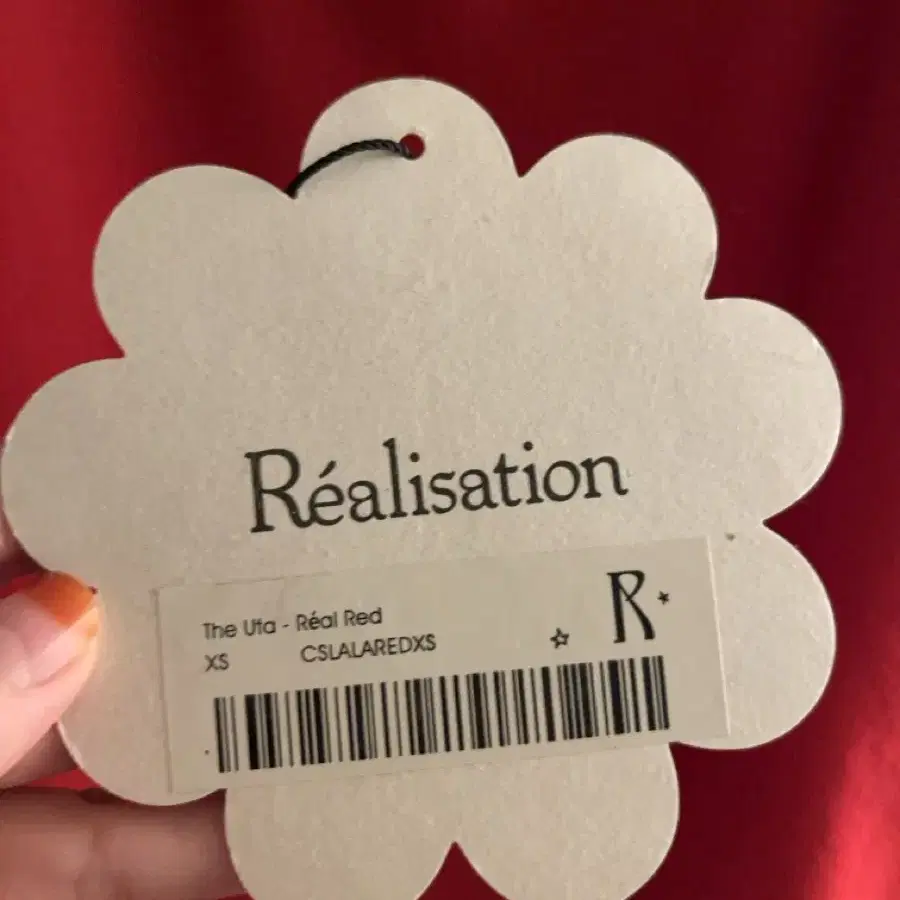 Réalisation
The Uta - Réal Red
R
XS CSLALAREDXS